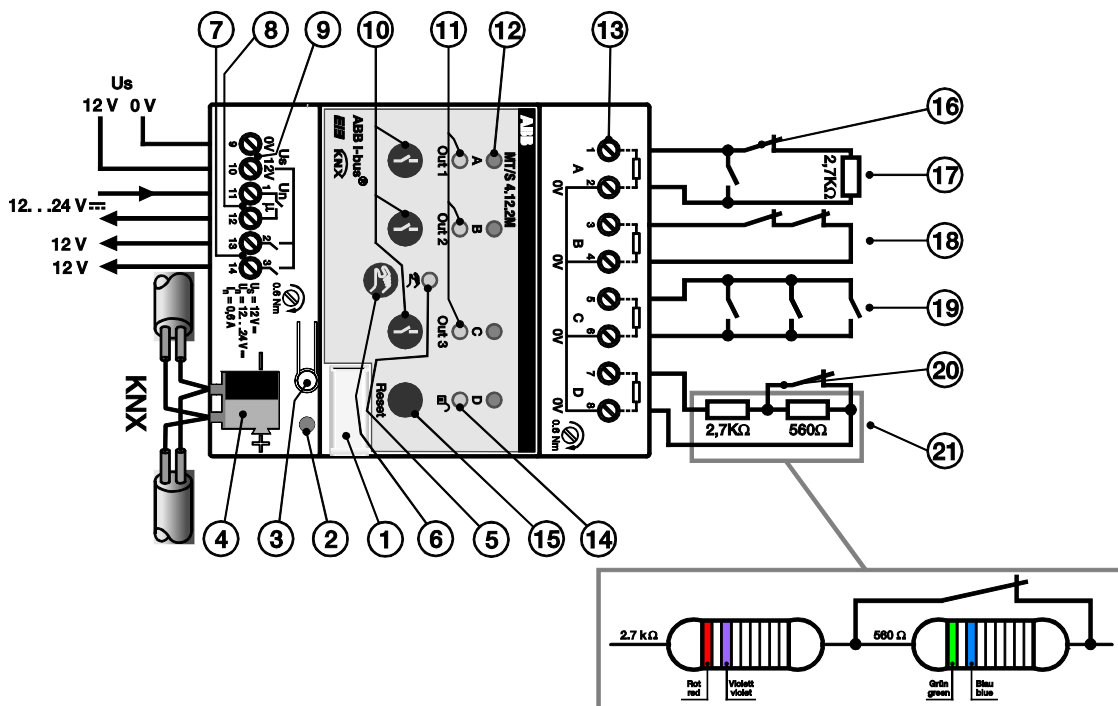 7 8 9 10 11 12 13
Us
12 V 0 V
12...24 V
12 V
12 V
9
10
11
12
13
14
0V
12V
Us
Un
1
2
3
0.6 Nm
Us = 12 V
Un = 12...24 V
In = 0,6 A
KNX
ABB i-bus®
EIB KNX
Out 1
Out 2
Out 3
Reset
A
B
C
D
MT/S 4.12.2M
ABB
1
2
3
4
5
6
7
8
A
B
C
D
0V
0V
0V
0V
0.6 Nm
16
2,7KΩ
17
18
19
20
2,7KΩ 560Ω
21
4 3 2 1 6 5 15 14
2.7 kΩ
560 Ω
Rot
red
Violett
violet
Grün
green
Blau
blue